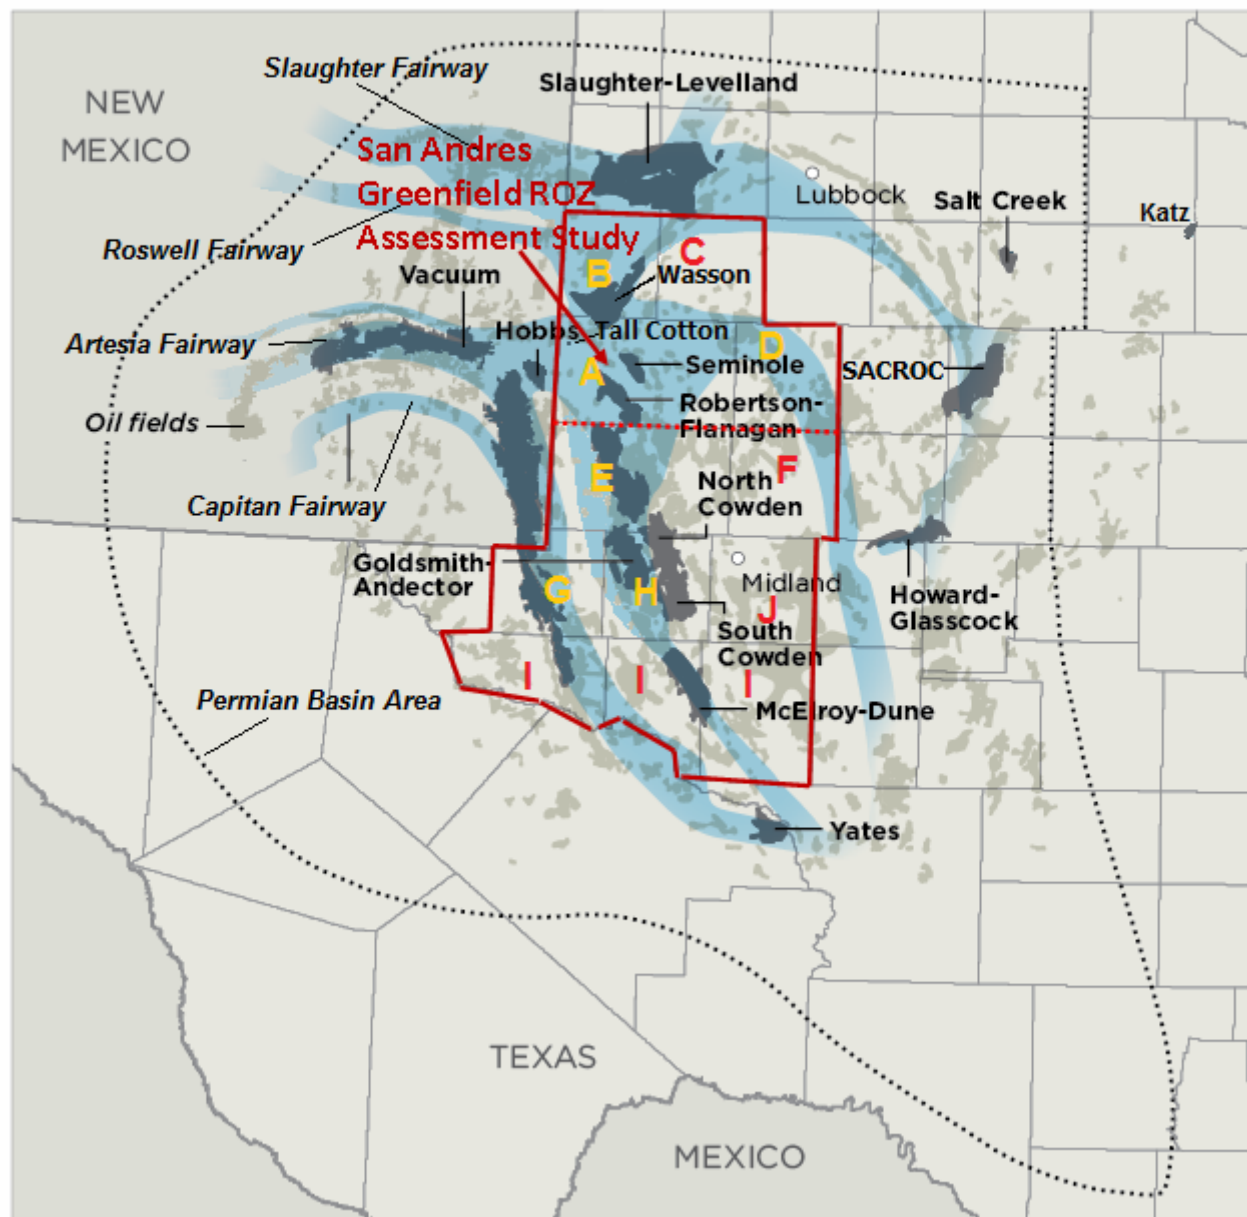 Slaughter Fairway
Slaughter-Levelland
NEW
MEXICO
San Andres
Greenfield ROZ
Assessment Study
Lubbock
Salt Creek
Katz
Roswell Fairway
Vacuum
B
C
Wasson
Artesia Fairway
Hobbs
Tall Cotton
D
A
Seminole
SACROC
Oil fields
Robertson-
Flanagan
E
F
North
Cowden
Capitan Fairway
Goldsmith-
Andector
G
H
Midland
J
Howard-
Glasscock
South
Cowden
I
I
I
Permian Basin Area
McElroy-Dune
Yates
TEXAS
MEXICO